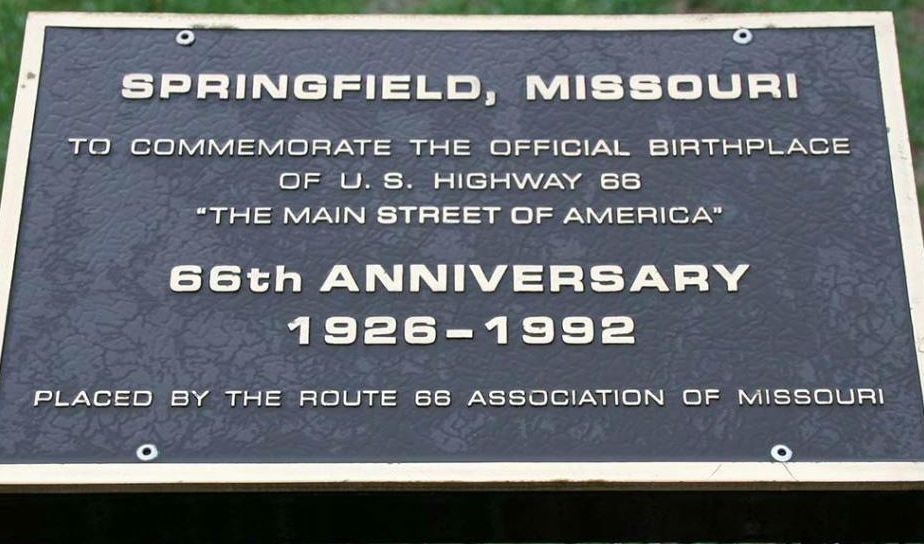 SPRINGFIELD, MISSOURI
TO COMMEMORATE THE OFFICIAL BIRTHPLACE
OF U. S. HIGHWAY 66
"THE MAIN STREET OF AMERICA"
66th ANNIVERSARY
1926-1992
PLACED BY THE ROUTE 66 ASSOCIATION OF MISSOURI